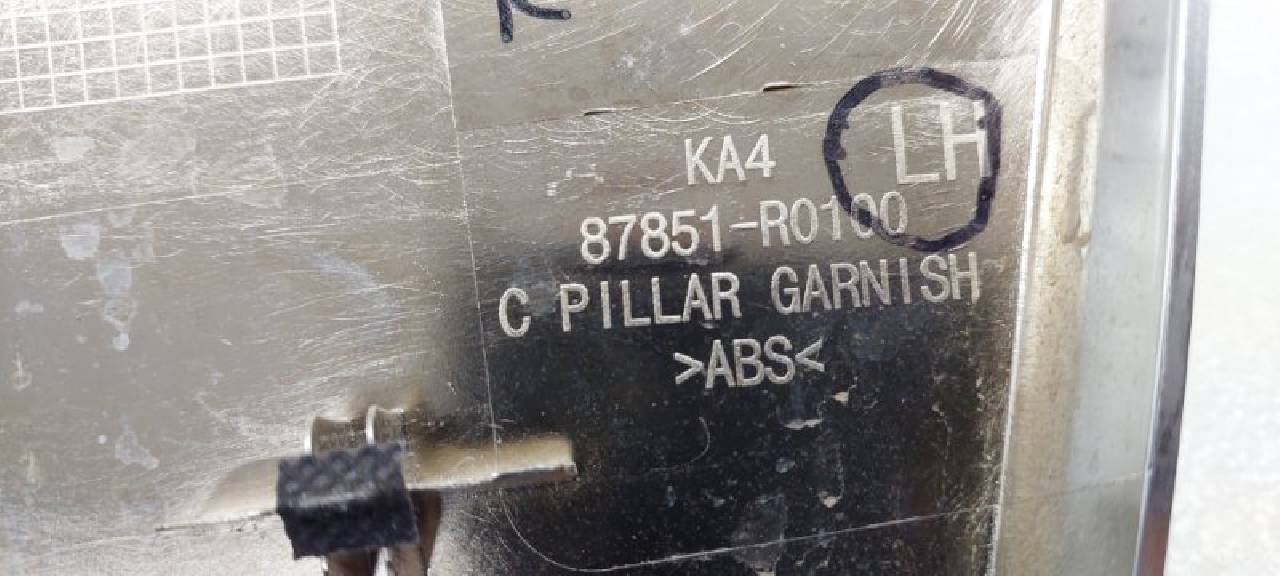 KA4
LH
87851-R0100
C PILLAR GARNISH
>ABS<